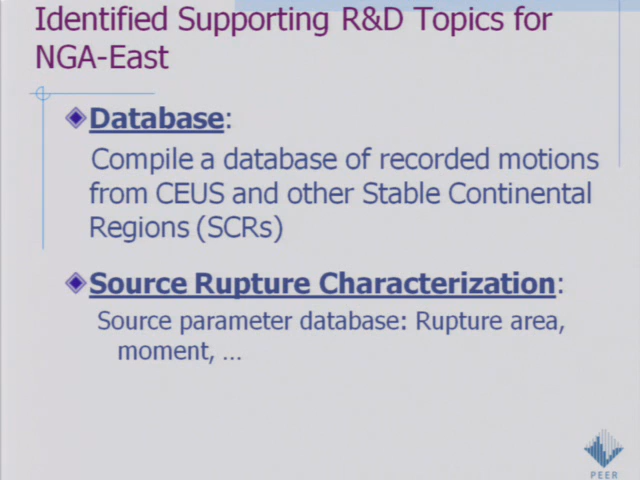 Identified Supporting R&D Topics for
NGA-East
Database:
Compile a database of recorded motions
from CEUS and other Stable Continental
Regions (SCRs)
Source Rupture Characterization:
Source parameter database: Rupture area,
moment, ...
PEER